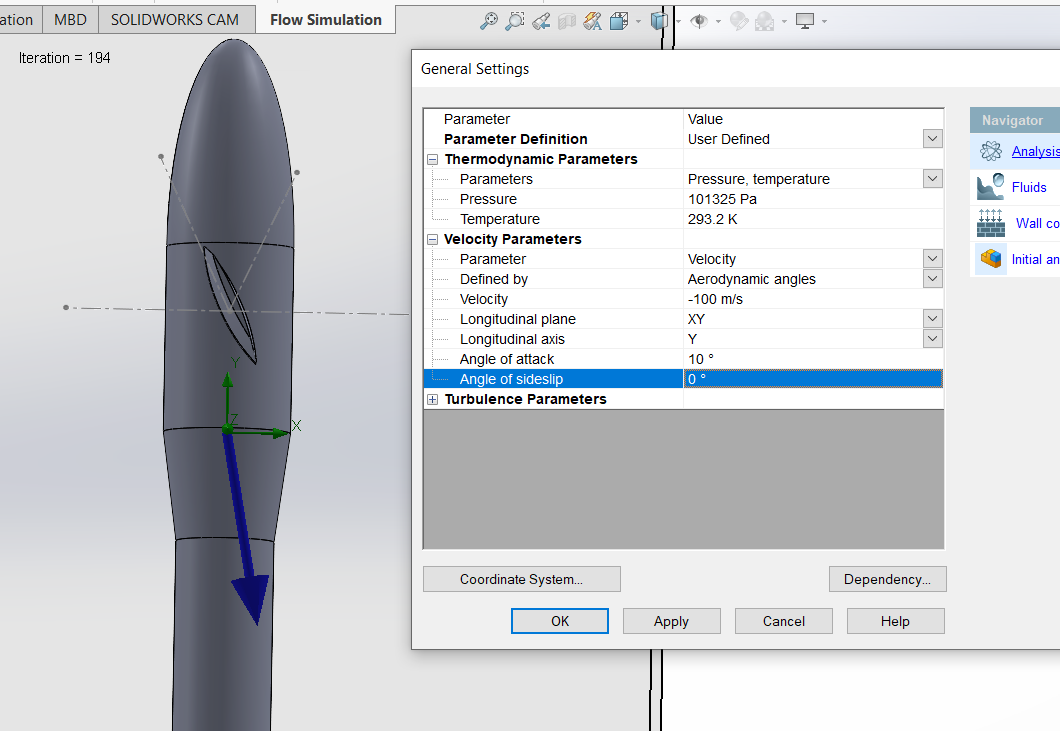 ation MBD SOLIDWORKS CAM Flow Simulation
Iteration = 194
General Settings
Parameter Value
Parameter Definition User Defined
Thermodynamic Parameters
Parameters Pressure, temperature
Pressure 101325 Pa
Temperature 293.2 K
Velocity Parameters
Parameter Velocity
Defined by Aerodynamic angles
Velocity -100 m/s
Longitudinal plane XY
Longitudinal axis Y
Angle of attack 10 °
Angle of sideslip 0 °
Turbulence Parameters
Navigator
Analysis
Fluids
Wall co
Initial an
Y
Z
X
Coordinate System... Dependency...
OK Apply Cancel Help